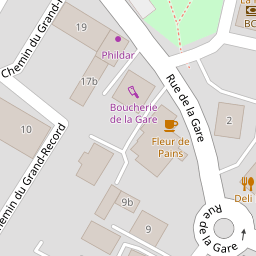 19
Phildar
17b
Chemin du Grand-R
Rue de la Gare
Boucherie
de la Gare
10
2
Fleur de
Pains
Chemin du Grand-Record
9b
9
Rue de la Gare
Deli
BC